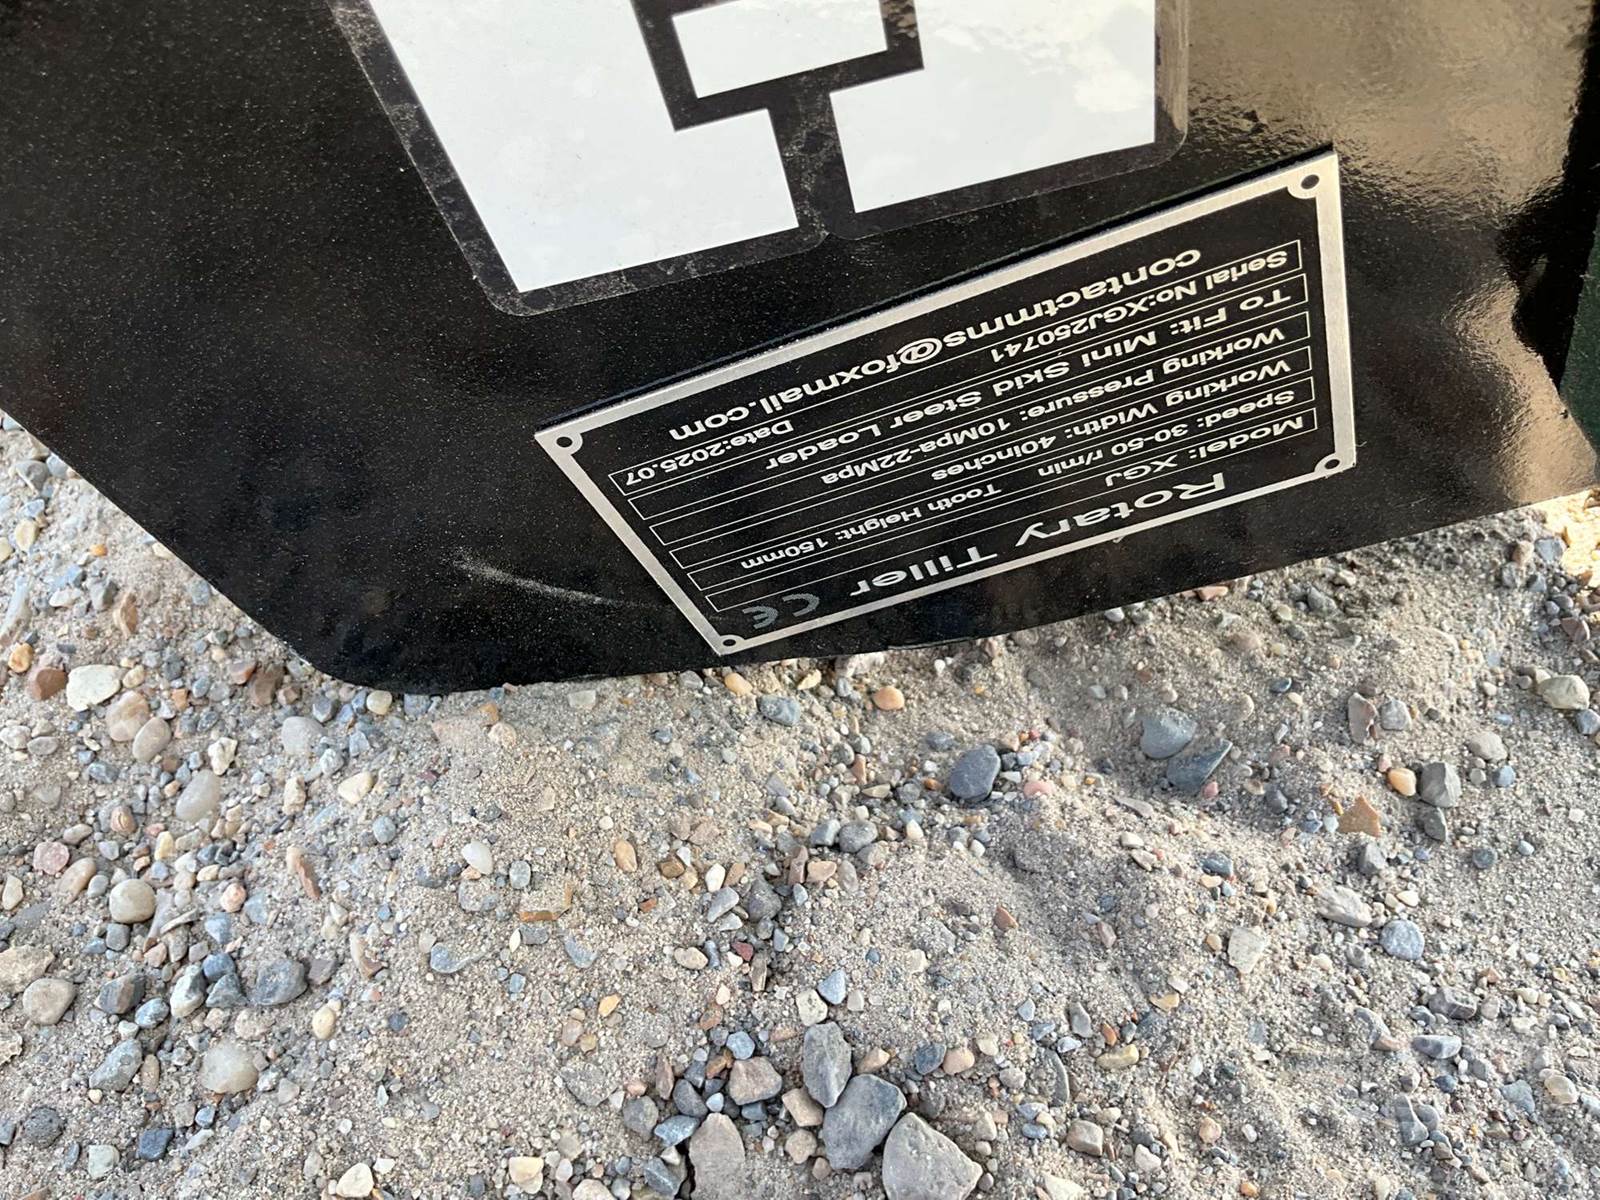 Rotary Tiller CE
Model: XGJ
Speed: 30-50 r/min Tooth Height: 150mm
Working Width: 40inches
Working Pressure: 10Mpa-22Mpa
To Fit: Mini Skid Steer Loader
Serial No:XGJ250741 Date:2025.07
contactmms@foxmail.com